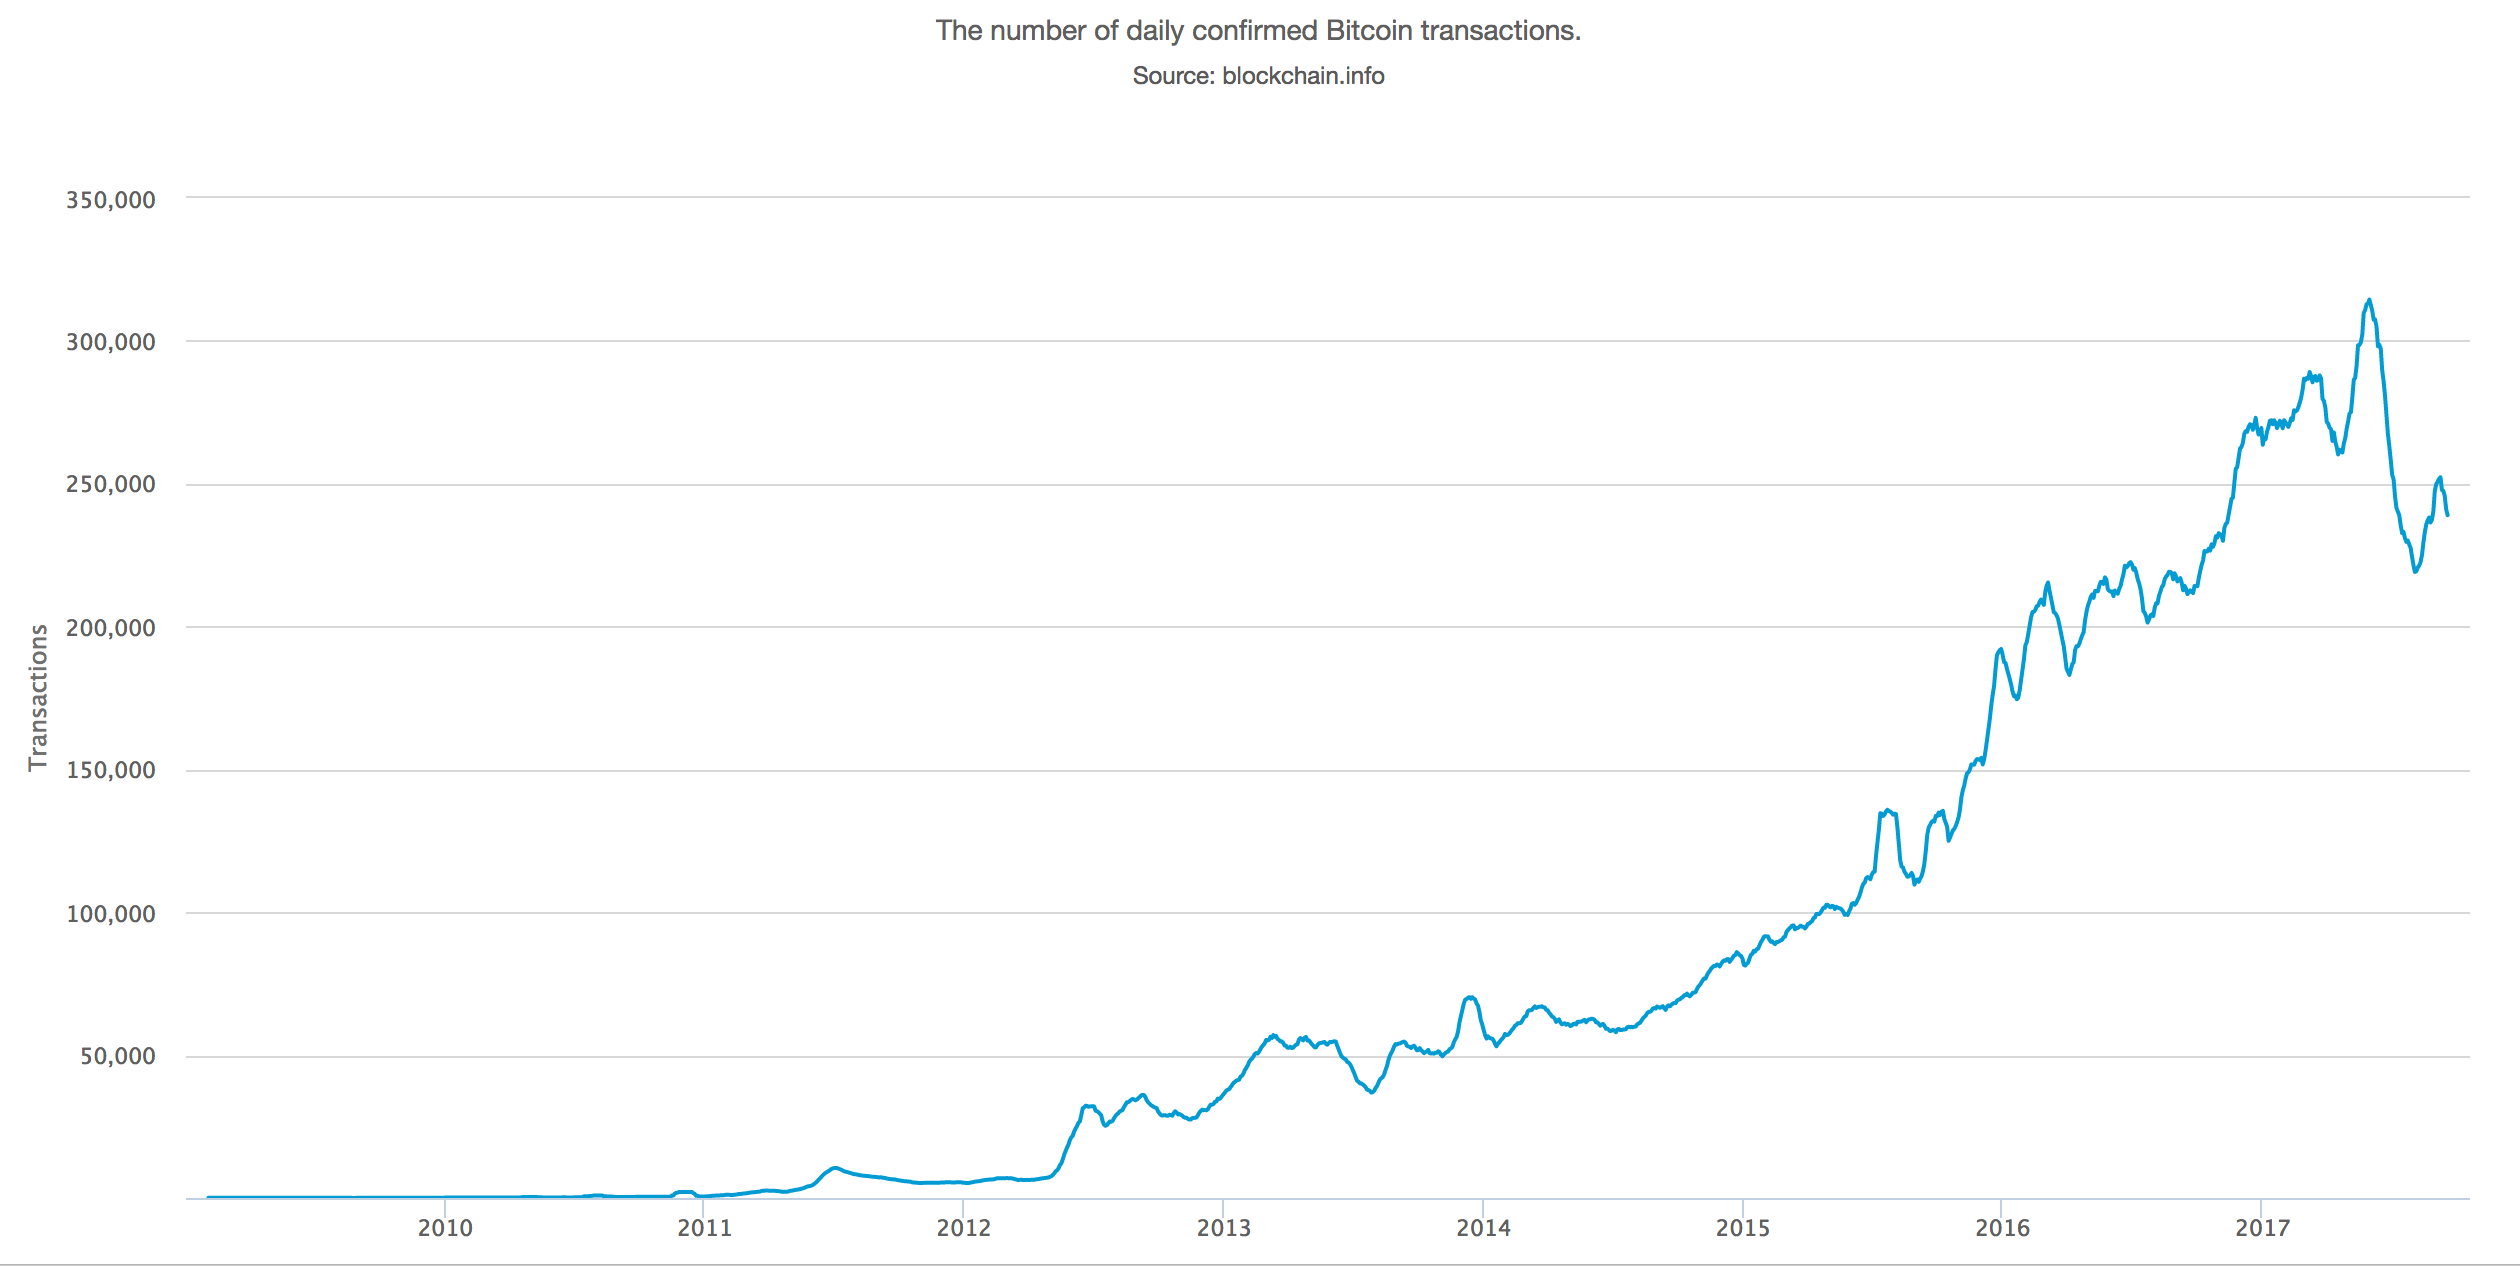 The number of daily confirmed Bitcoin transactions.
Source: blockchain.info
350,000
300,000
250,000
200,000
150,000
100,000
50,000
Transactions
2010 2011 2012 2013 2014 2015 2016 2017